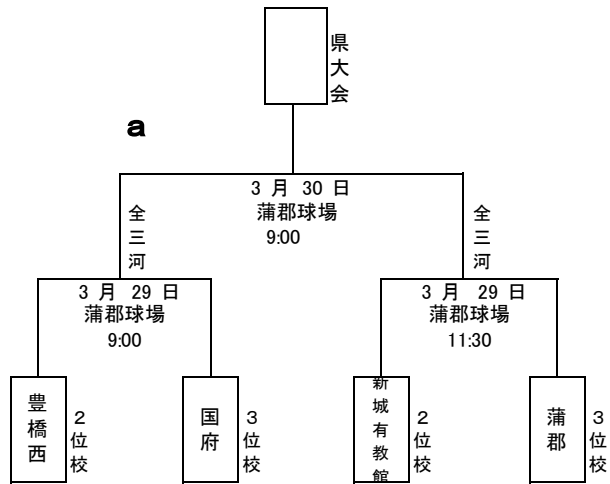 県大会
a
3 月 30 日
蒲郡球場
9:00
全三河
全三河
3 月 29 日
蒲郡球場
9:00
3 月 29 日
蒲郡球場
11:30
豊橋西
2位校
国府
3位校
新城有教館
2位校
蒲郡
3位校